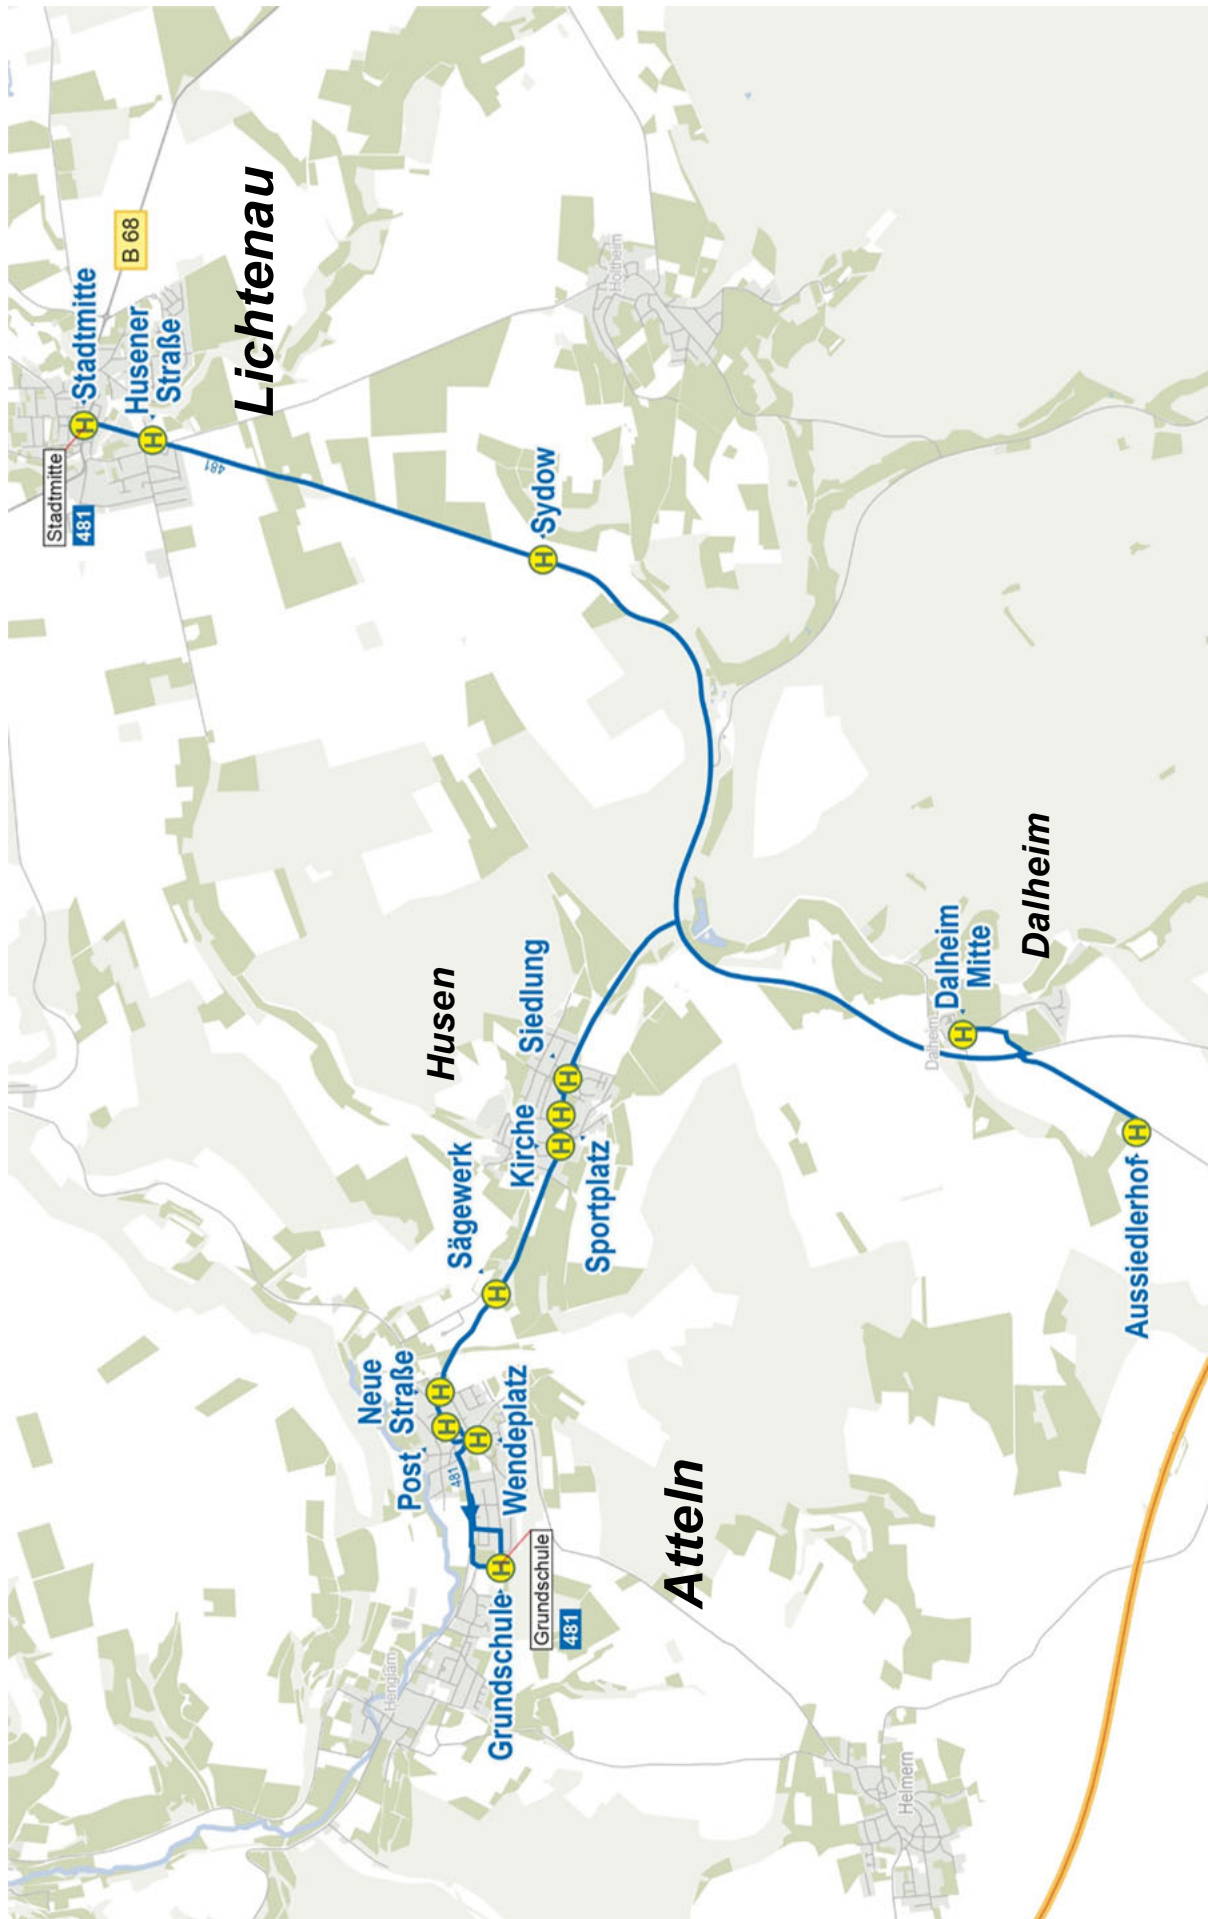 Stadtmitte
481
Stadtmitte
B 68
Husener
Straße
481
Lichtenau
Neue
Straße
Henglarn
Post
Husen
481
Sägewerk
Grundschule
Wendeplatz
Kirche
Siedlung
Grundschule
Sydow
481
Sportplatz
Holtheim
Atteln
Helmern
Dalheim
Dalheim
Mitte
Dalheim
Aussiedlerhof
H
H
H
H
H
H
H
H
H
H
H
H
H